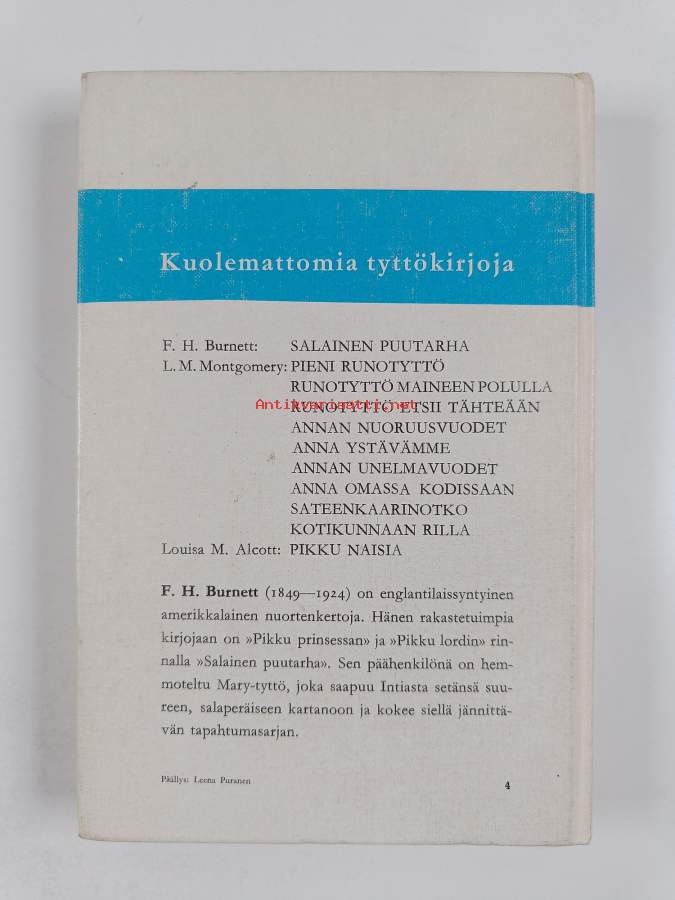 Kuolemattomia tyttökirjoja
F. H. Burnett: SALAINEN PUUTARHA
L. M. Montgomery: PIENI RUNOTYTTÖ
RUNOTYTTÖ MAINEEN POLULLA
Antikvariaatti.net
RUNOTYTTÖ ETSII TÄHTEÄÄN
ANNAN NUORUUSVUODET
ANNA YSTÄVÄMME
ANNAN UNELMAVUODET
ANNA OMASSA KODISSAAN
SATEENKAARINOTKO
KOTIKUNNAAN RILLA
Louisa M. Alcott: PIKKU NAISIA
F. H. Burnett (1849—1924) on englantilaissyntyinen
amerikkalainen nuortenkertoja. Hänen rakastetuimpia
kirjojaan on »Pikku prinsessan» ja »Pikku lordin» rin-
nalla »Salainen puutarha». Sen päähenkilönä on hem-
moteltu Mary-tyttö, joka saapuu Intiasta setänsä suu-
reen, salaperäiseen kartanoon ja kokee siellä jännittä-
vän tapahtumasarjan.
Päällys: Leena Puranen
4